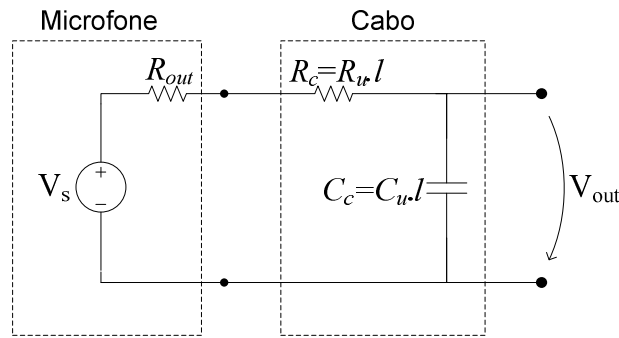 Microfone
Cabo
R_out
R_c=R_u.l
+
V_s
−
C_c=C_u.l
V_out